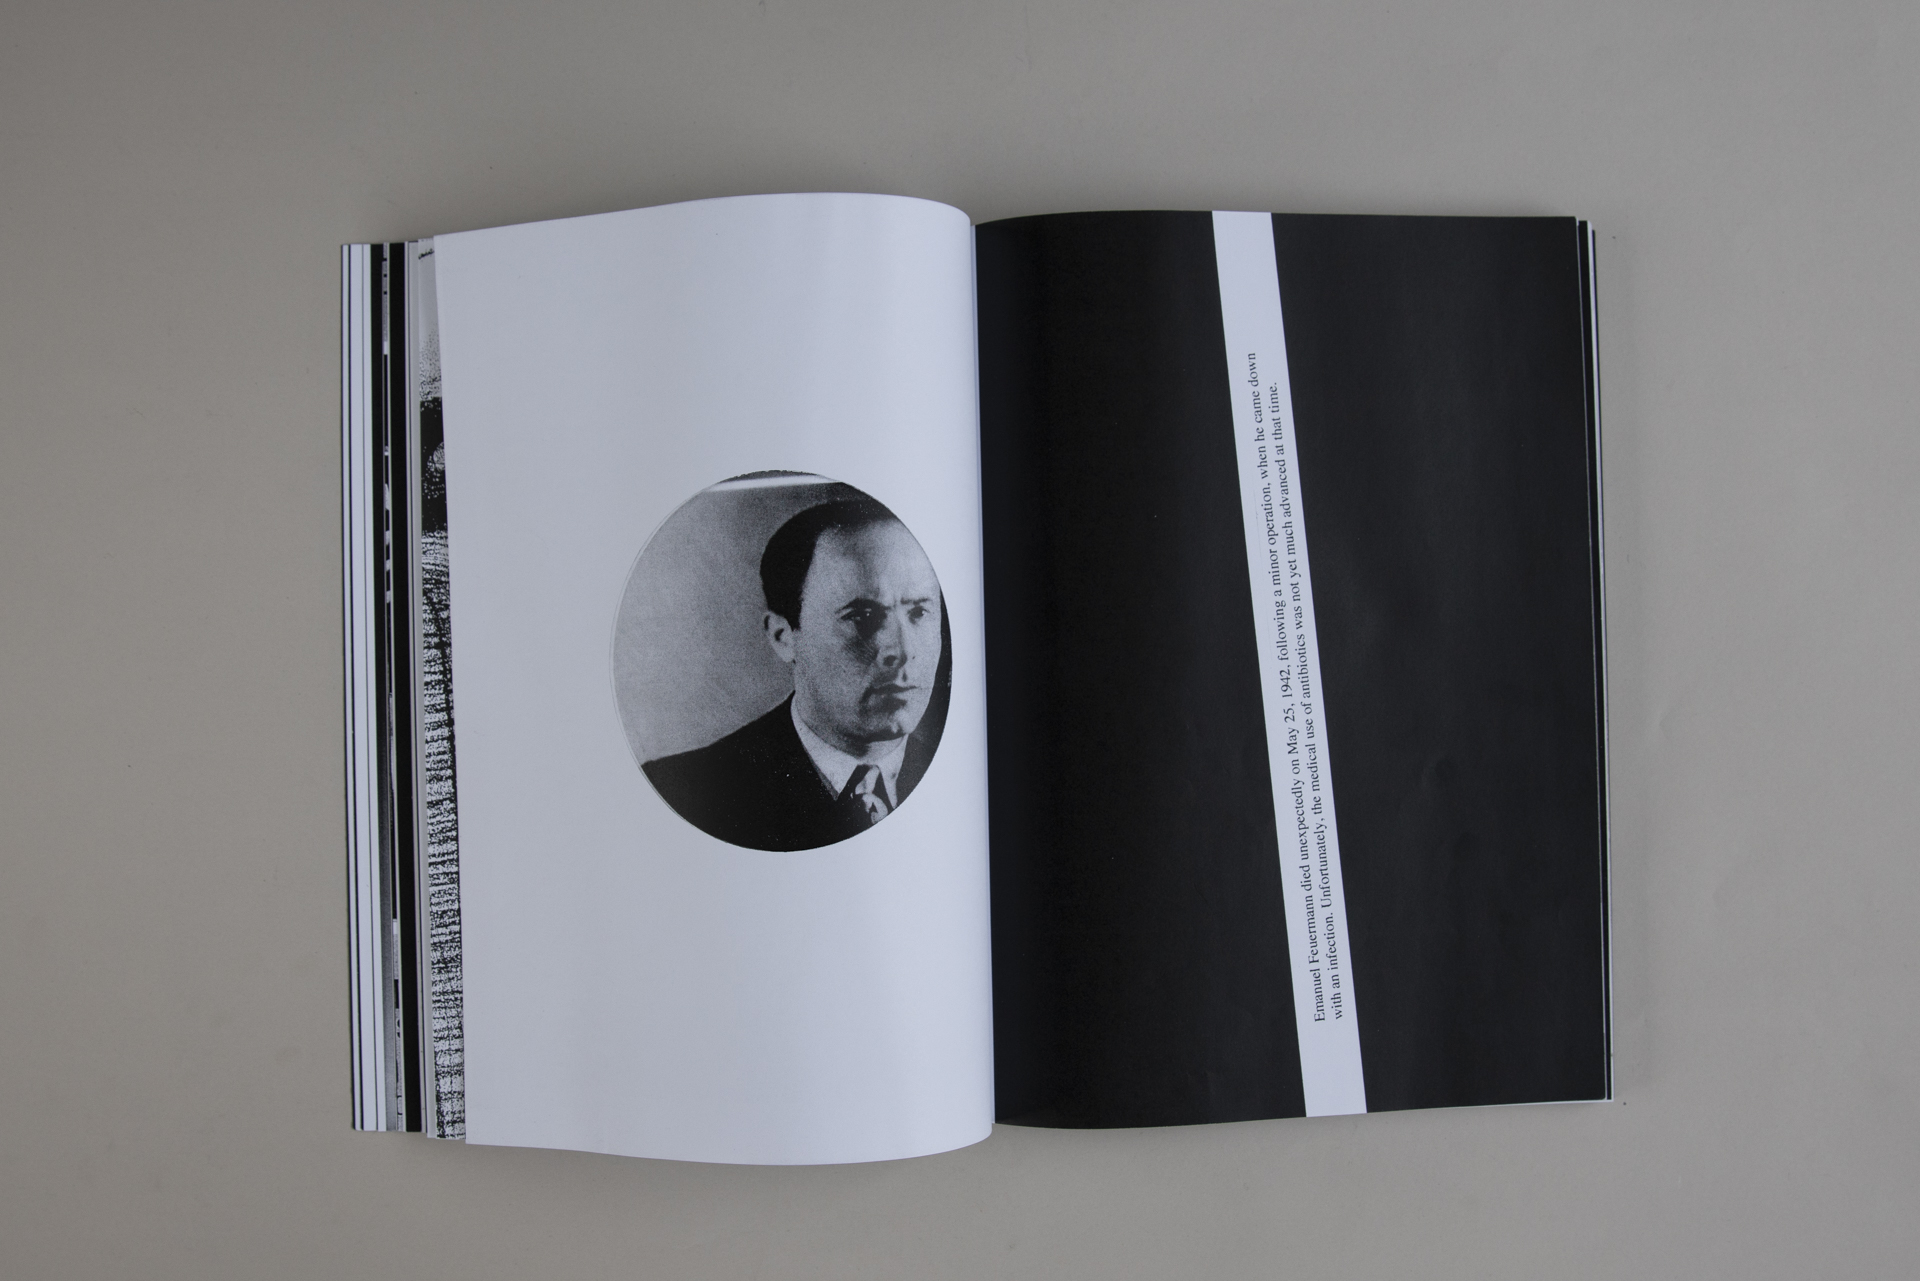 Emanuel Feuermann died unexpectedly on May 25, 1942, following a minor operation, when he came down
with an infection. Unfortunately, the medical use of antibiotics was not yet much advanced at that time.